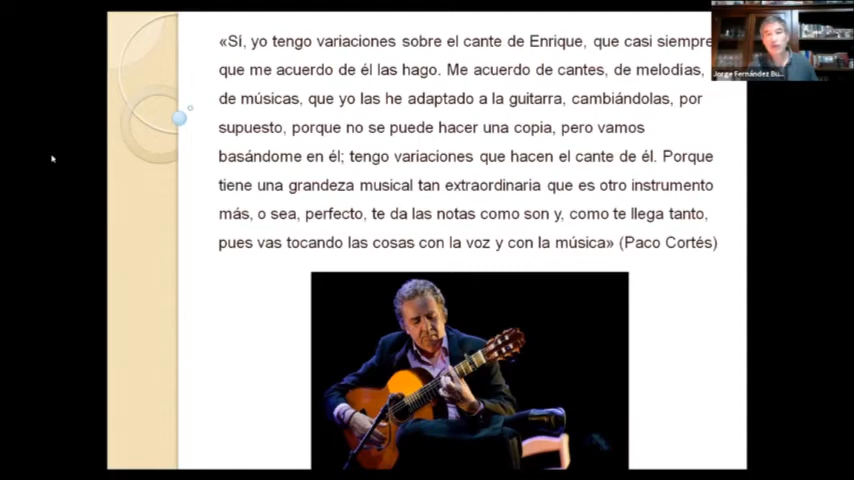 «Sí, yo tengo variaciones sobre el cante de Enrique, que casi siempre
que me acuerdo de él las hago. Me acuerdo de cantes, de melodías,
de músicas, que yo las he adaptado a la guitarra, cambiándolas, por
supuesto, porque no se puede hacer una copia, pero vamos
basándome en él; tengo variaciones que hacen el cante de él. Porque
tiene una grandeza musical tan extraordinaria que es otro instrumento
más, o sea, perfecto, te da las notas como son y, como te llega tanto,
pues vas tocando las cosas con la voz y con la música» (Paco Cortés)
Jorge Fernández Bu...